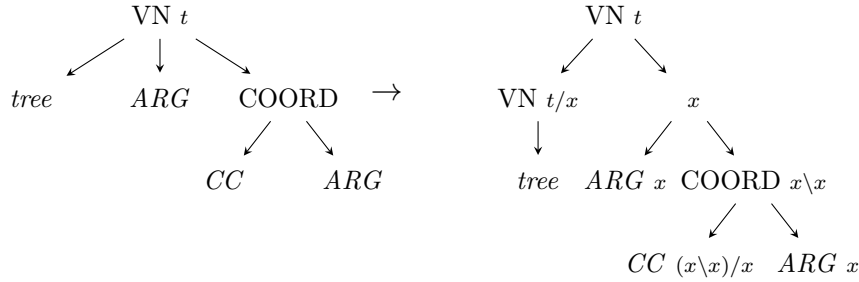 VN t VN t
tree ARG COORD → VN t/x x
CC ARG tree ARG x COORD x\x
CC (x\x)/x ARG x